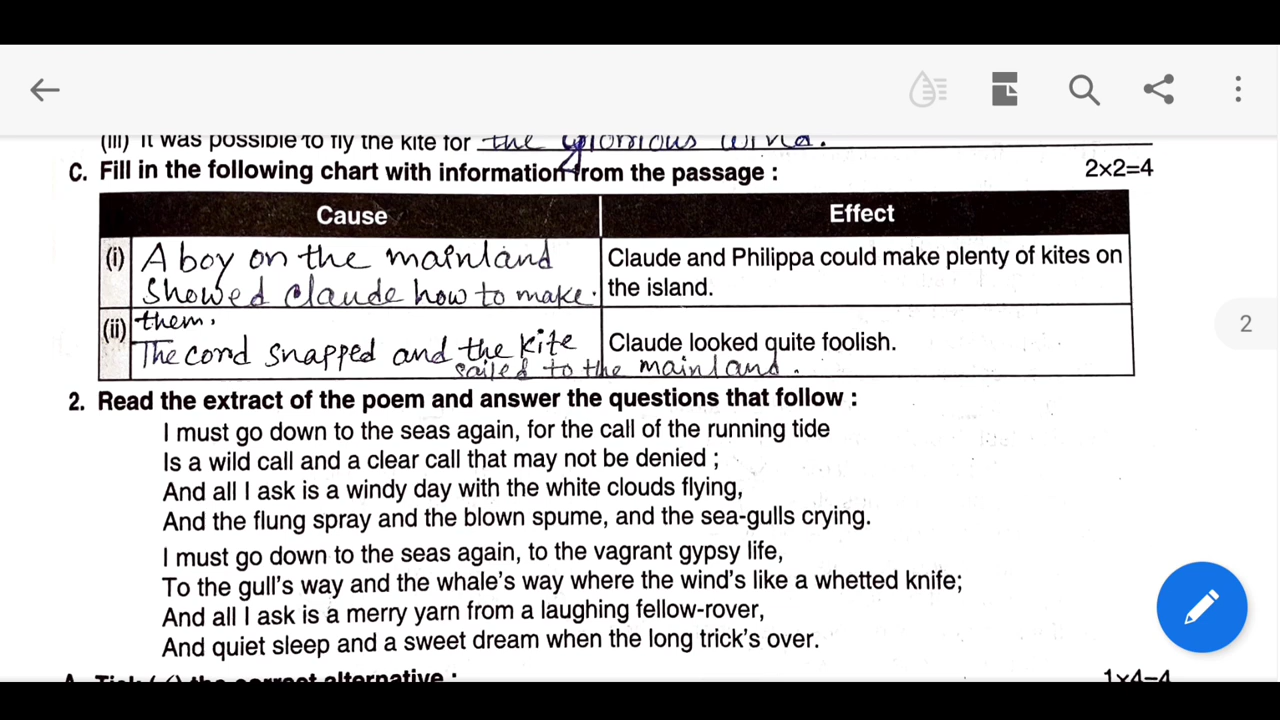 (iii) It was possible to fly the kite for the glorious wind.
C. Fill in the following chart with information from the passage : 2×2=4
Cause Effect
(i) A boy on the mainland showed Claude how to make them. Claude and Philippa could make plenty of kites on the island.
(ii) The cord snapped and the kite sailed to the mainland. Claude looked quite foolish.
2
2. Read the extract of the poem and answer the questions that follow :
I must go down to the seas again, for the call of the running tide
Is a wild call and a clear call that may not be denied ;
And all I ask is a windy day with the white clouds flying,
And the flung spray and the blown spume, and the sea-gulls crying.
I must go down to the seas again, to the vagrant gypsy life,
To the gull's way and the whale's way where the wind's like a whetted knife;
And all I ask is a merry yarn from a laughing fellow-rover,
And quiet sleep and a sweet dream when the long trick's over.
A. Tick (✓) the correct alternative : 1×4=4